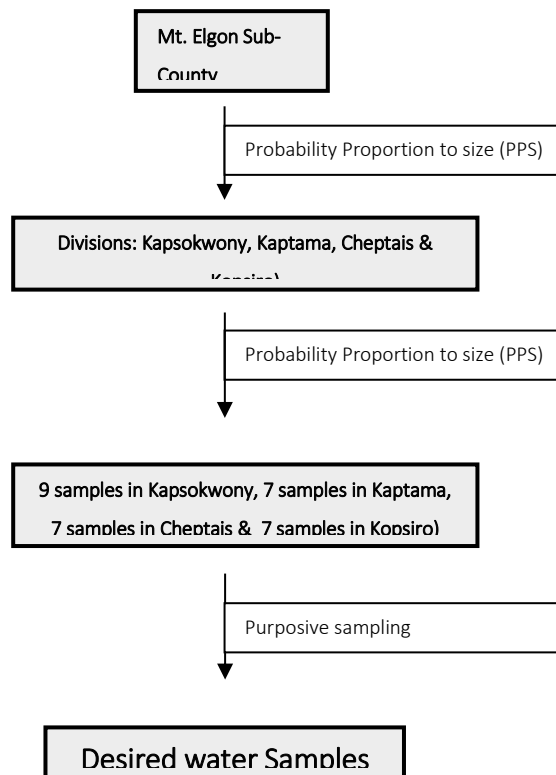 Mt. Elgon Sub-
County
Probability Proportion to size (PPS)
Divisions: Kapsokwony, Kaptama, Cheptais &
Kopsiro)
Probability Proportion to size (PPS)
9 samples in Kapsokwony, 7 samples in Kaptama,
7 samples in Cheptais & 7 samples in Kopsiro)
Purposive sampling
Desired water Samples